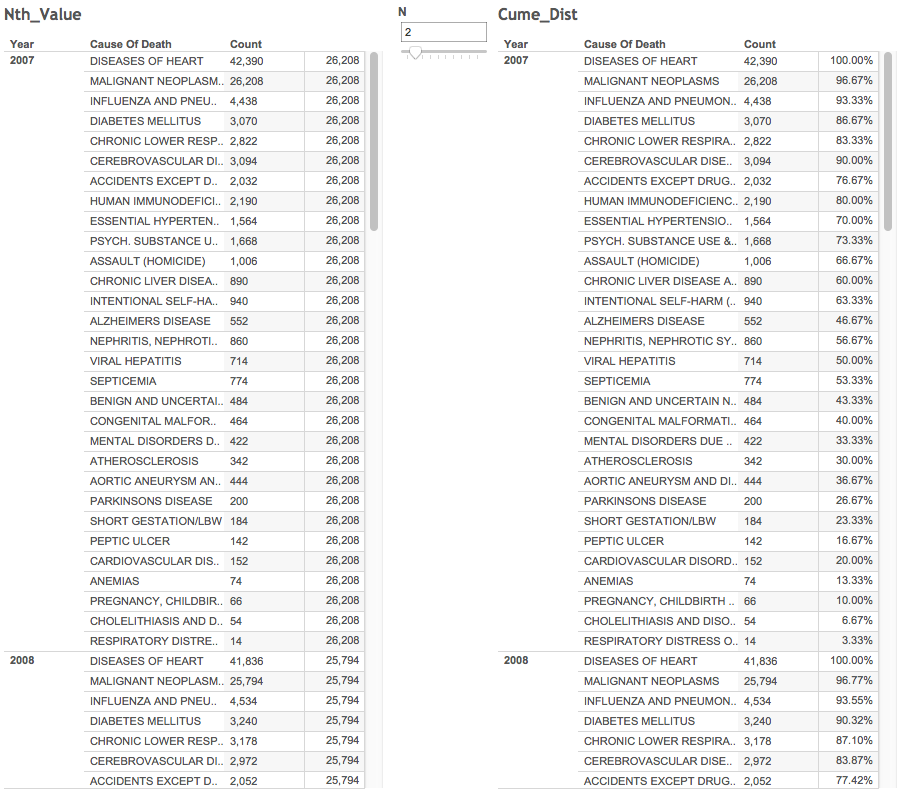 Nth_Value N Cume_Dist
2
Year Cause Of Death Count Year Cause Of Death Count
2007 DISEASES OF HEART 42,390 26,208 2007 DISEASES OF HEART 42,390 100.00%
MALIGNANT NEOPLASM.. 26,208 26,208 MALIGNANT NEOPLASMS 26,208 96.67%
INFLUENZA AND PNEU.. 4,438 26,208 INFLUENZA AND PNEUMON.. 4,438 93.33%
DIABETES MELLITUS 3,070 26,208 DIABETES MELLITUS 3,070 86.67%
CHRONIC LOWER RESP.. 2,822 26,208 CHRONIC LOWER RESPIRA.. 2,822 83.33%
CEREBROVASCULAR DI.. 3,094 26,208 CEREBROVASCULAR DISE.. 3,094 90.00%
ACCIDENTS EXCEPT D.. 2,032 26,208 ACCIDENTS EXCEPT DRUG.. 2,032 76.67%
HUMAN IMMUNODEFICI.. 2,190 26,208 HUMAN IMMUNODEFICIENC.. 2,190 80.00%
ESSENTIAL HYPERTEN.. 1,564 26,208 ESSENTIAL HYPERTENSIO.. 1,564 70.00%
PSYCH. SUBSTANCE U.. 1,668 26,208 PSYCH. SUBSTANCE USE &.. 1,668 73.33%
ASSAULT (HOMICIDE) 1,006 26,208 ASSAULT (HOMICIDE) 1,006 66.67%
CHRONIC LIVER DISEA.. 890 26,208 CHRONIC LIVER DISEASE A.. 890 60.00%
INTENTIONAL SELF-HA.. 940 26,208 INTENTIONAL SELF-HARM (.. 940 63.33%
ALZHEIMERS DISEASE 552 26,208 ALZHEIMERS DISEASE 552 46.67%
NEPHRITIS, NEPHROTI.. 860 26,208 NEPHRITIS, NEPHROTIC SY.. 860 56.67%
VIRAL HEPATITIS 714 26,208 VIRAL HEPATITIS 714 50.00%
SEPTICEMIA 774 26,208 SEPTICEMIA 774 53.33%
BENIGN AND UNCERTAI.. 484 26,208 BENIGN AND UNCERTAIN N.. 484 43.33%
CONGENITAL MALFOR.. 464 26,208 CONGENITAL MALFORMATI.. 464 40.00%
MENTAL DISORDERS D.. 422 26,208 MENTAL DISORDERS DUE .. 422 33.33%
ATHEROSCLEROSIS 342 26,208 ATHEROSCLEROSIS 342 30.00%
AORTIC ANEURYSM AN.. 444 26,208 AORTIC ANEURYSM AND DI.. 444 36.67%
PARKINSONS DISEASE 200 26,208 PARKINSONS DISEASE 200 26.67%
SHORT GESTATION/LBW 184 26,208 SHORT GESTATION/LBW 184 23.33%
PEPTIC ULCER 142 26,208 PEPTIC ULCER 142 16.67%
CARDIOVASCULAR DIS.. 152 26,208 CARDIOVASCULAR DISORD.. 152 20.00%
ANEMIAS 74 26,208 ANEMIAS 74 13.33%
PREGNANCY, CHILDBIR.. 66 26,208 PREGNANCY, CHILDBIRTH .. 66 10.00%
CHOLELITHIASIS AND D.. 54 26,208 CHOLELITHIASIS AND DISO.. 54 6.67%
RESPIRATORY DISTRE.. 14 26,208 RESPIRATORY DISTRESS O.. 14 3.33%
2008 DISEASES OF HEART 41,836 25,794 2008 DISEASES OF HEART 41,836 100.00%
MALIGNANT NEOPLASM.. 25,794 25,794 MALIGNANT NEOPLASMS 25,794 96.77%
INFLUENZA AND PNEU.. 4,534 25,794 INFLUENZA AND PNEUMON.. 4,534 93.55%
DIABETES MELLITUS 3,240 25,794 DIABETES MELLITUS 3,240 90.32%
CHRONIC LOWER RESP.. 3,178 25,794 CHRONIC LOWER RESPIRA.. 3,178 87.10%
CEREBROVASCULAR DI.. 2,972 25,794 CEREBROVASCULAR DISE.. 2,972 83.87%
ACCIDENTS EXCEPT D.. 2,052 25,794 ACCIDENTS EXCEPT DRUG.. 2,052 77.42%